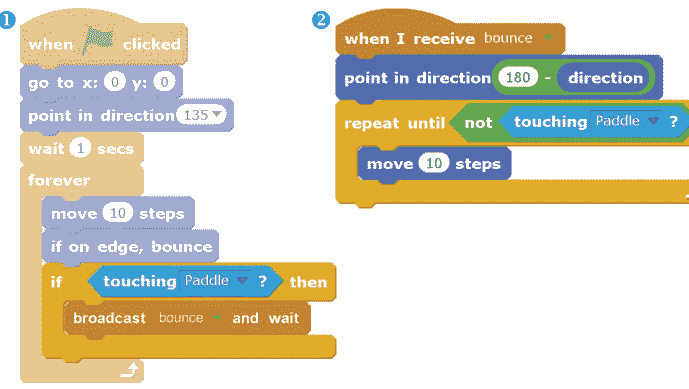 1
when clicked
go to x: 0 y: 0
point in direction 135
wait 1 secs
forever
move 10 steps
if on edge, bounce
if touching Paddle ? then
broadcast bounce and wait
2
when I receive bounce
point in direction 180 - direction
repeat until not touching Paddle ?
move 10 steps